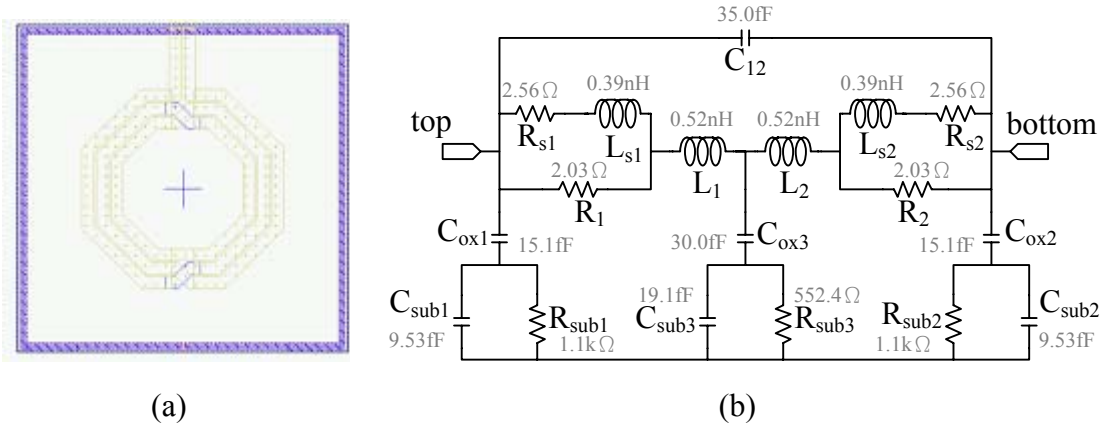 35.0fF
C12
2.56Ω 0.39nH 0.39nH 2.56Ω
top Rs1 Ls1 0.52nH 0.52nH Ls2 Rs2 bottom
2.03Ω L1 L2 2.03Ω
R1 R2
Cox1 15.1fF 30.0fF Cox3 15.1fF Cox2
Csub1 Rsub1 19.1fF Csub3 552.4Ω Rsub3 Rsub2 Csub2
9.53fF 1.1kΩ 1.1kΩ 9.53fF
(a) (b)